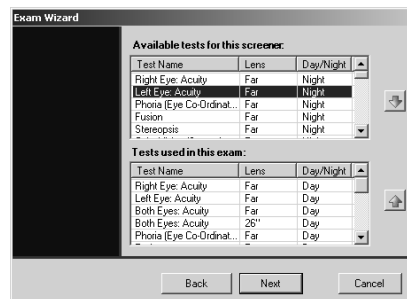 Exam Wizard
Available tests for this screener:
Test Name Lens Day/Night
Right Eye: Acuity Far Night
Left Eye: Acuity Far Night
Phoria (Eye Co-Ordinat... Far Night
Fusion Far Night
Stereopsis Far Night
Tests used in this exam:
Test Name Lens Day/Night
Right Eye: Acuity Far Day
Left Eye: Acuity Far Day
Both Eyes: Acuity Far Day
Both Eyes: Acuity 26" Day
Phoria (Eye Co-Ordinat... Far Day
Back Next Cancel